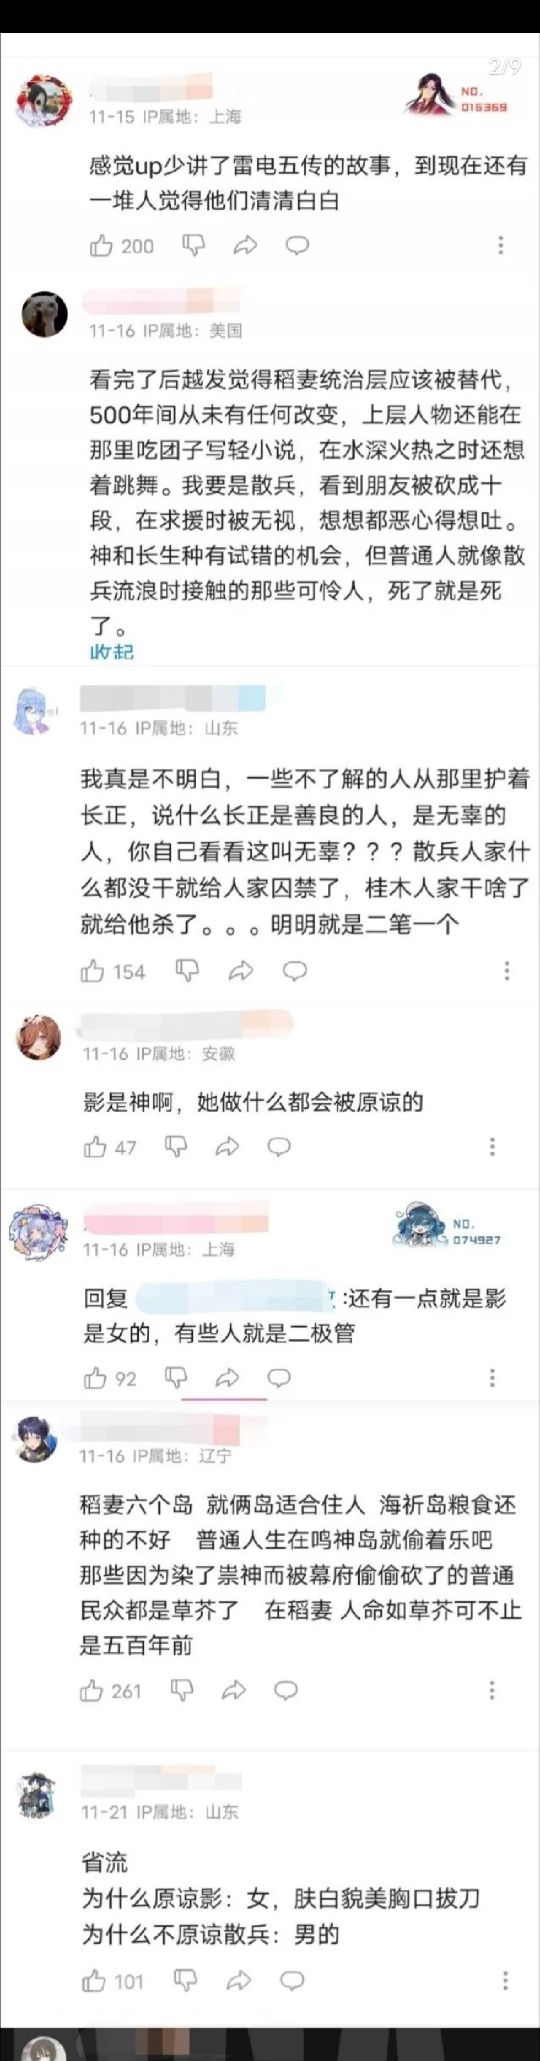 2/9
11-15 IP属地：上海
NO.
016369
感觉up少讲了雷电五传的故事，到现在还有
一堆人觉得他们清清白白
200
11-16 IP属地：美国
看完了后越发觉得稻妻统治层应该被替代，
500年间从未有任何改变，上层人物还能在
那里吃团子写轻小说，在水深火热之时还想
着跳舞。我要是散兵，看到朋友被砍成十
段，在求援时被无视，想想都恶心得想吐。
神和长生种有试错的机会，但普通人就像散
兵流浪时接触的那些可怜人，死了就是死
了。
收起
11-16 IP属地：山东
我真是不明白，一些不了解的人从那里护着
长正，说什么长正是善良的人，是无辜的
人，你自己看看这叫无辜？？？散兵人家什
么都没干就给人家囚禁了，桂木人家干啥了
就给他杀了。。。明明就是二笔一个
154
11-16 IP属地：安徽
影是神啊，她做什么都会被原谅的
47
11-16 IP属地：上海
NO.
074927
回复 :还有一点就是影
是女的，有些人就是二极管
92
11-16 IP属地：辽宁
稻妻六个岛 就俩岛适合住人 海祈岛粮食还
种的不好 普通人生在鸣神岛就偷着乐吧
那些因为染了祟神而被幕府偷偷砍了的普通
民众都是草芥了 在稻妻 人命如草芥可不止
是五百年前
261
11-21 IP属地：山东
省流
为什么原谅影：女，肤白貌美胸口拔刀
为什么不原谅散兵：男的
101